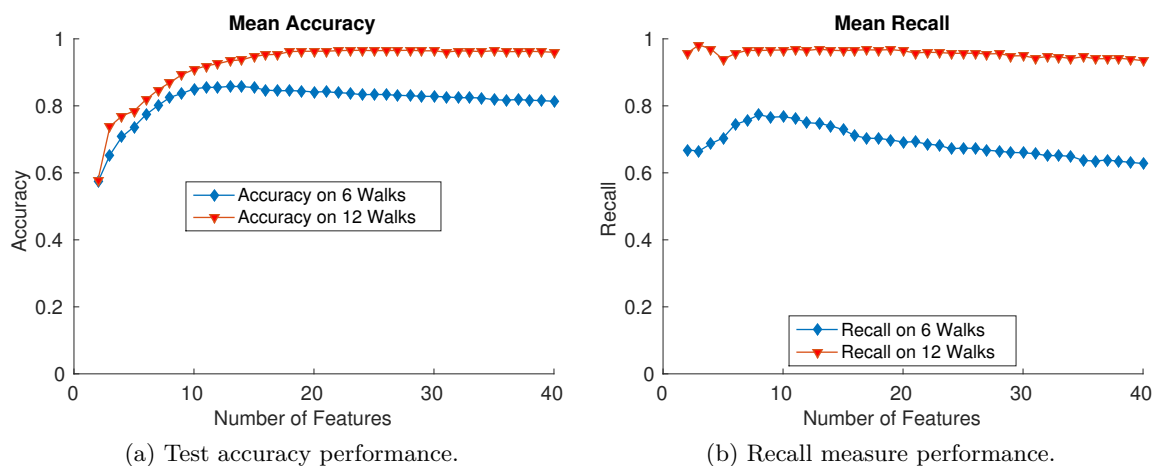 Mean Accuracy
1
0.8
0.6
0.4
0.2
0
Accuracy
Accuracy on 6 Walks
Accuracy on 12 Walks
0
10
20
30
40
Number of Features
(a) Test accuracy performance.
Mean Recall
1
0.8
0.6
0.4
0.2
0
Recall
Recall on 6 Walks
Recall on 12 Walks
0
10
20
30
40
Number of Features
(b) Recall measure performance.